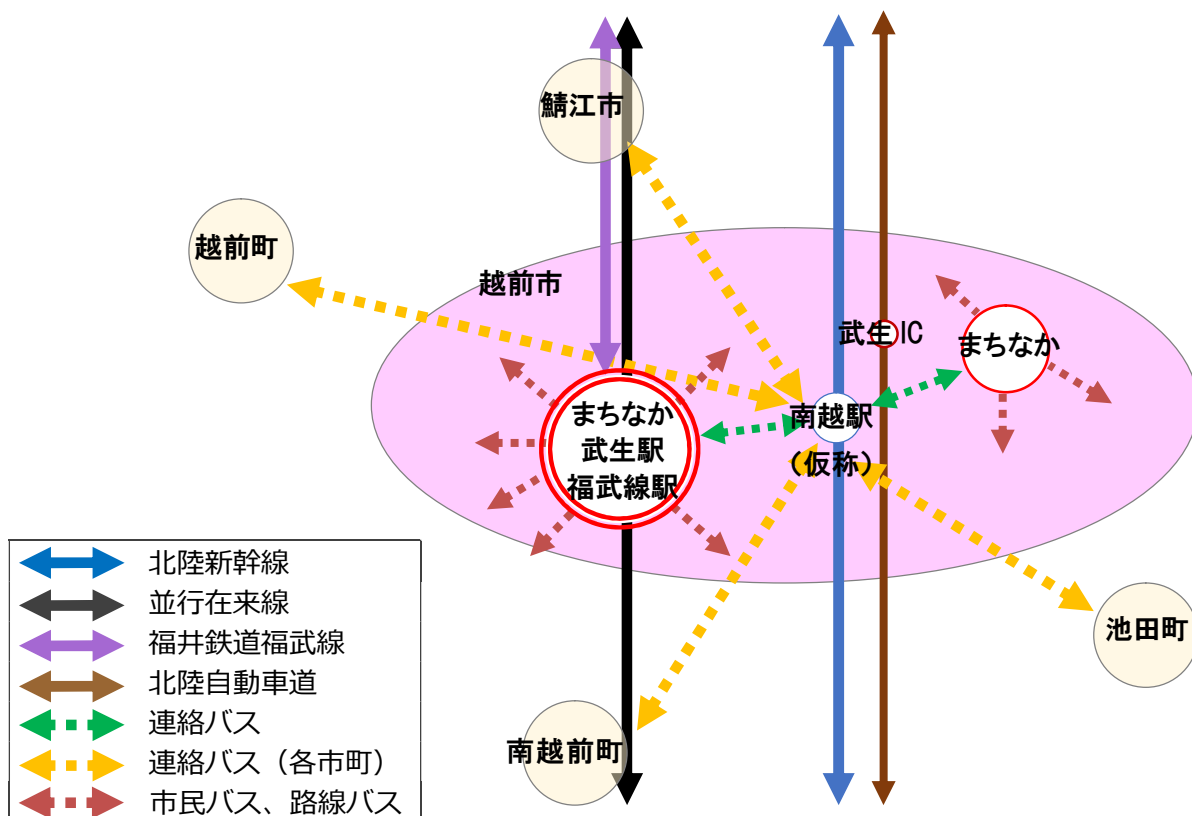 鯖江市
越前町
越前市
武生IC
まちなか
まちなか
武生駅
福武線駅
南越駅
（仮称）
池田町
南越前町
北陸新幹線
並行在来線
福井鉄道福武線
北陸自動車道
連絡バス
連絡バス（各市町）
市民バス、路線バス